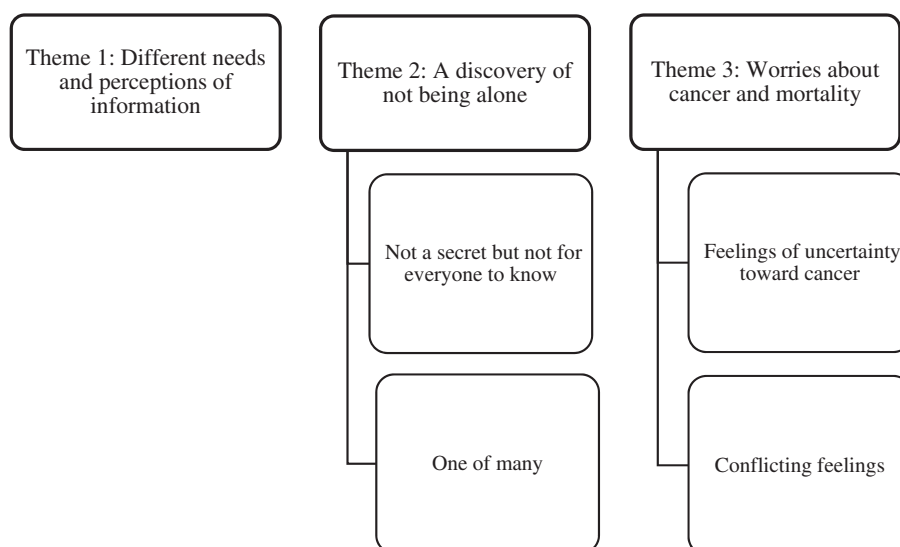 Theme 1: Different needs
and perceptions of
information
Theme 2: A discovery of
not being alone
Theme 3: Worries about
cancer and mortality
Not a secret but not for
everyone to know
Feelings of uncertainty
toward cancer
One of many
Conflicting feelings